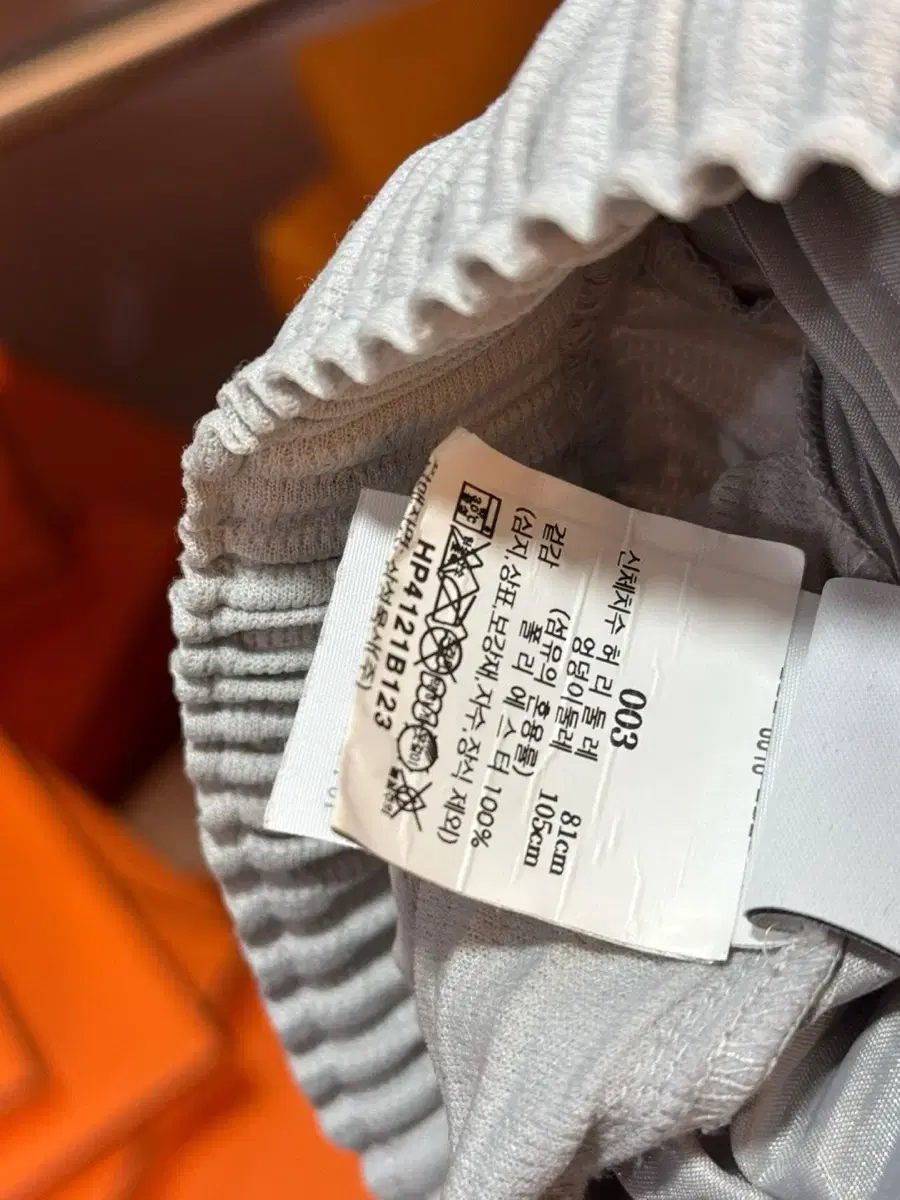 003
신체치수 허 리 둘 레 81cm
엉덩이둘레 105cm
(섬유의 혼용율)
겉감 폴 리 에 스 터 100%
(심지,상표,보강재,자수,장식 제외)
30℃
HP4121B123